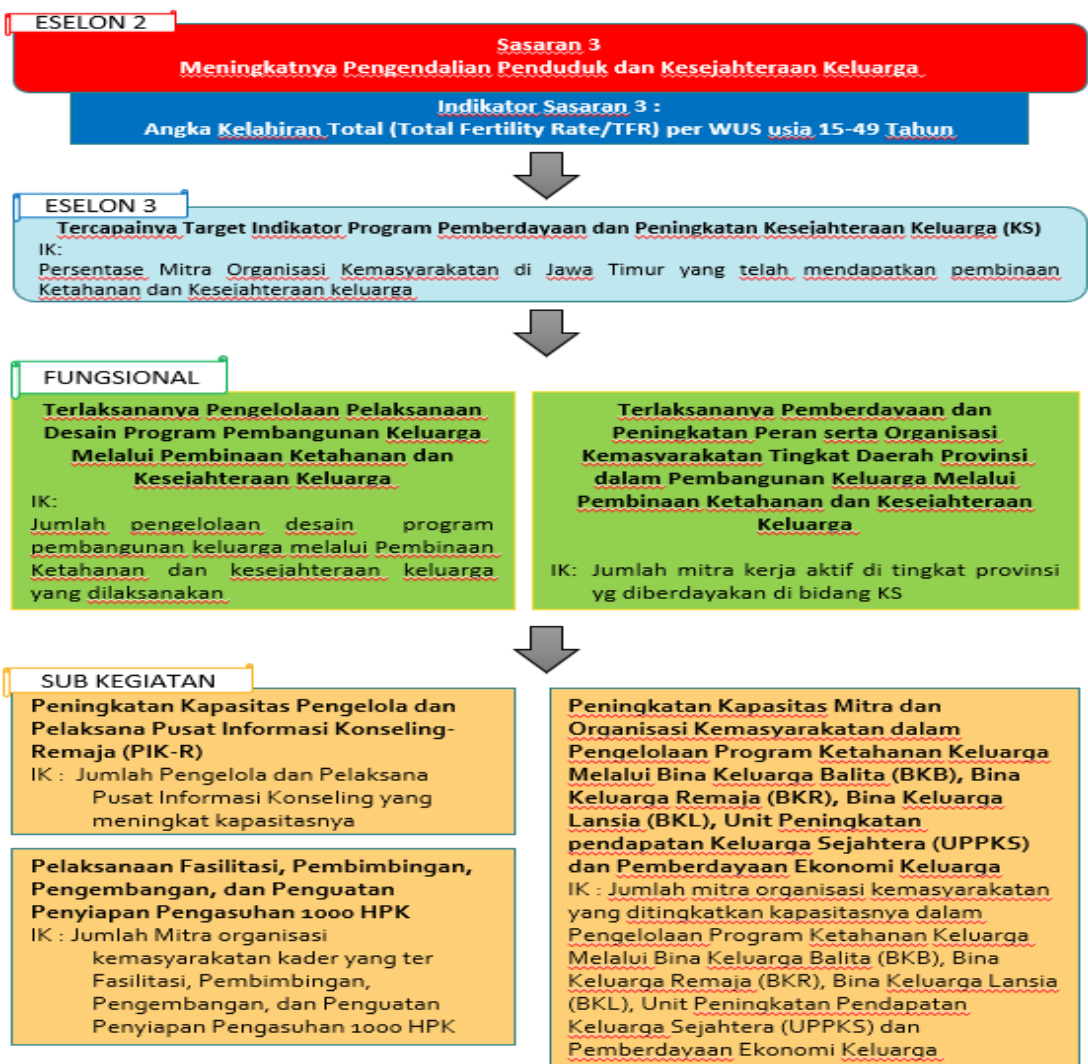 ESELON 2
Sasaran 3
Meningkatnya Pengendalian Penduduk dan Kesejahteraan Keluarga
Indikator Sasaran 3 :
Angka Kelahiran Total (Total Fertility Rate/TFR) per WUS usia 15-49 Tahun
ESELON 3
Tercapainya Target Indikator Program Pemberdayaan dan Peningkatan Kesejahteraan Keluarga (KS)
IK:
Persentase Mitra Organisasi Kemasyarakatan di Jawa Timur yang telah mendapatkan pembinaan
Ketahanan dan Kesejahteraan keluarga
FUNGSIONAL
Terlaksananya Pengelolaan Pelaksanaan
Desain Program Pembangunan Keluarga
Melalui Pembinaan Ketahanan dan
Kesejahteraan Keluarga
IK:
Jumlah pengelolaan desain program
pembangunan keluarga melalui Pembinaan
Ketahanan dan kesejahteraan keluarga
yang dilaksanakan
Terlaksananya Pemberdayaan dan
Peningkatan Peran serta Organisasi
Kemasyarakatan Tingkat Daerah Provinsi
dalam Pembangunan Keluarga Melalui
Pembinaan Ketahanan dan Kesejahteraan
Keluarga
IK: Jumlah mitra kerja aktif di tingkat provinsi
yg diberdayakan di bidang KS
SUB KEGIATAN
Peningkatan Kapasitas Pengelola dan
Pelaksana Pusat Informasi Konseling-
Remaja (PIK-R)
IK : Jumlah Pengelola dan Pelaksana
Pusat Informasi Konseling yang
meningkat kapasitasnya
Pelaksanaan Fasilitasi, Pembimbingan,
Pengembangan, dan Penguatan
Penyiapan Pengasuhan 1000 HPK
IK : Jumlah Mitra organisasi
kemasyarakatan kader yang ter
Fasilitasi, Pembimbingan,
Pengembangan, dan Penguatan
Penyiapan Pengasuhan 1000 HPK
Peningkatan Kapasitas Mitra dan
Organisasi Kemasyarakatan dalam
Pengelolaan Program Ketahanan Keluarga
Melalui Bina Keluarga Balita (BKB), Bina
Keluarga Remaja (BKR), Bina Keluarga
Lansia (BKL), Unit Peningkatan
pendapatan Keluarga Sejahtera (UPPKS)
dan Pemberdayaan Ekonomi Keluarga
IK : Jumlah mitra organisasi kemasyarakatan
yang ditingkatkan kapasitasnya dalam
Pengelolaan Program Ketahanan Keluarga
Melalui Bina Keluarga Balita (BKB), Bina
Keluarga Remaja (BKR), Bina Keluarga Lansia
(BKL), Unit Peningkatan Pendapatan
Keluarga Sejahtera (UPPKS) dan
Pemberdayaan Ekonomi Keluarga